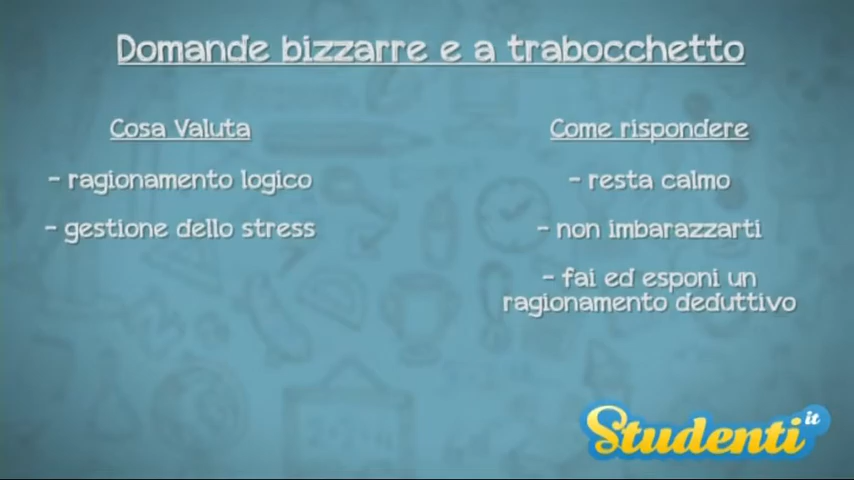 Domande bizzarre e a trabocchetto
Cosa Valuta
- ragionamento logico
- gestione dello stress
Come rispondere
- resta calmo
- non imbarazzarti
- fai ed esponi un
ragionamento deduttivo
Studenti.it